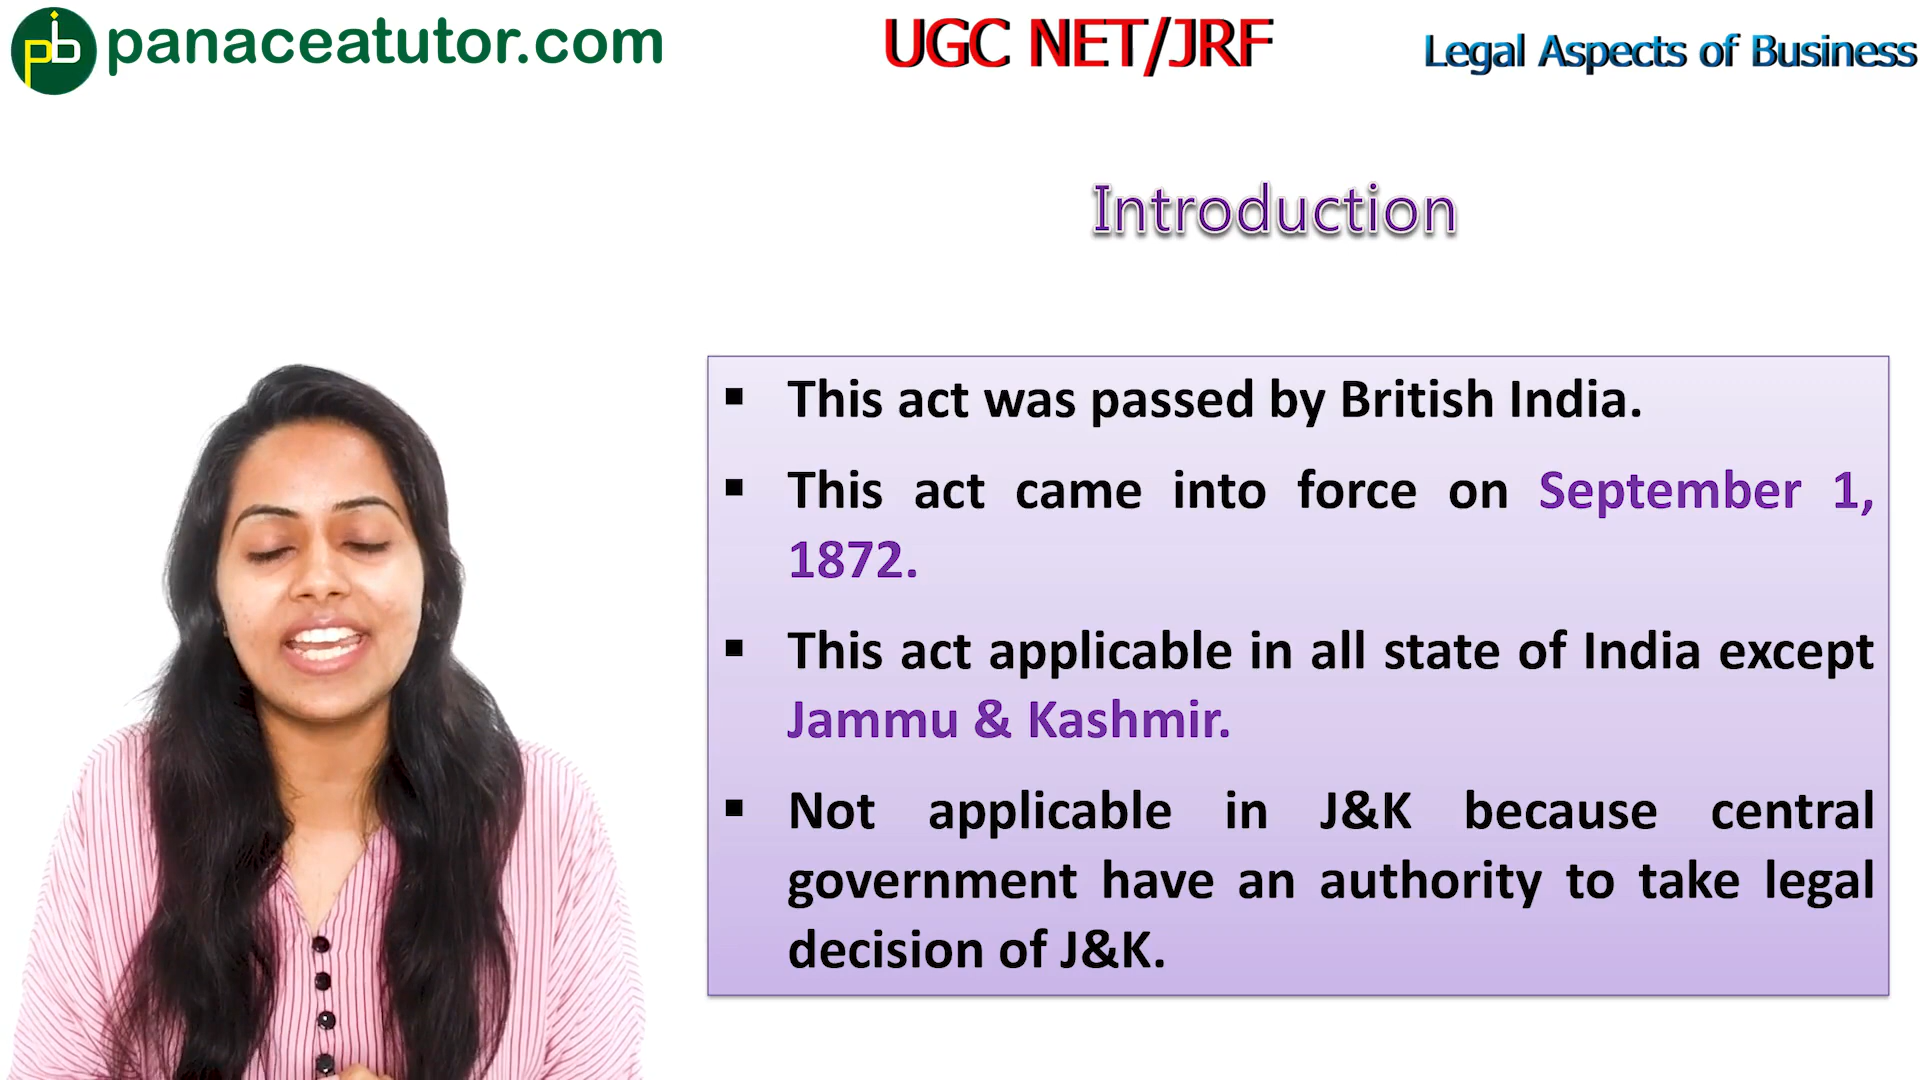 panaceatutor.com
UGC NET/JRF
Legal Aspects of Business
Introduction
▪ This act was passed by British India.
▪ This act came into force on September 1,
1872.
▪ This act applicable in all state of India except
Jammu & Kashmir.
▪ Not applicable in J&K because central
government have an authority to take legal
decision of J&K.